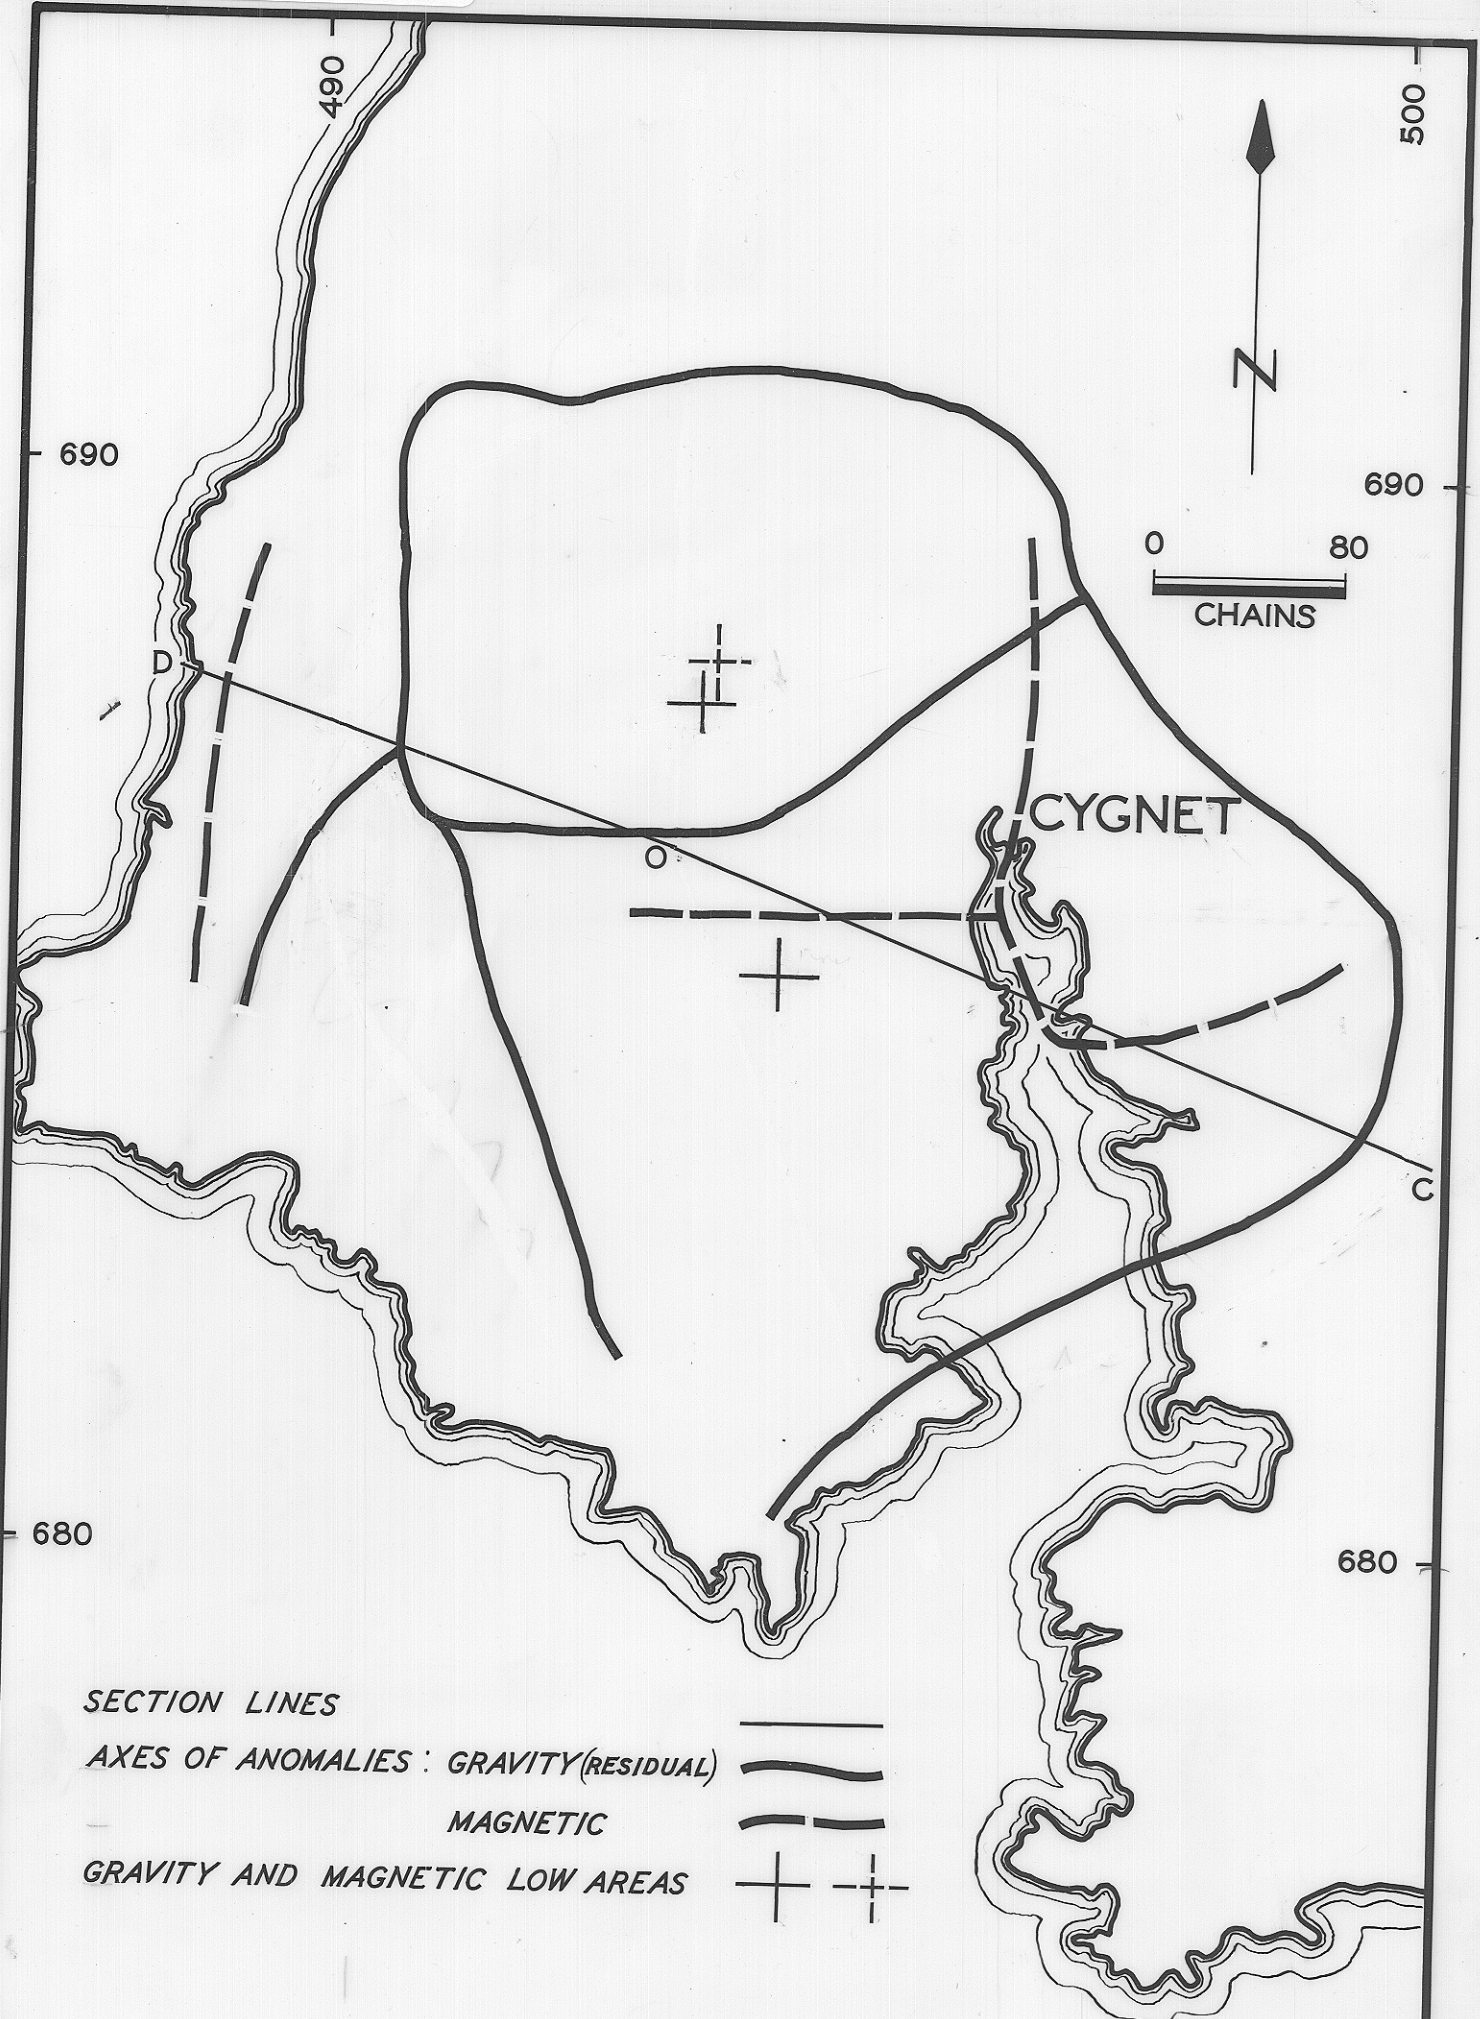 490
500
N
690
690
0 80
CHAINS
D
CYGNET
O
C
680
680
SECTION LINES
AXES OF ANOMALIES : GRAVITY (RESIDUAL)
MAGNETIC
GRAVITY AND MAGNETIC LOW AREAS